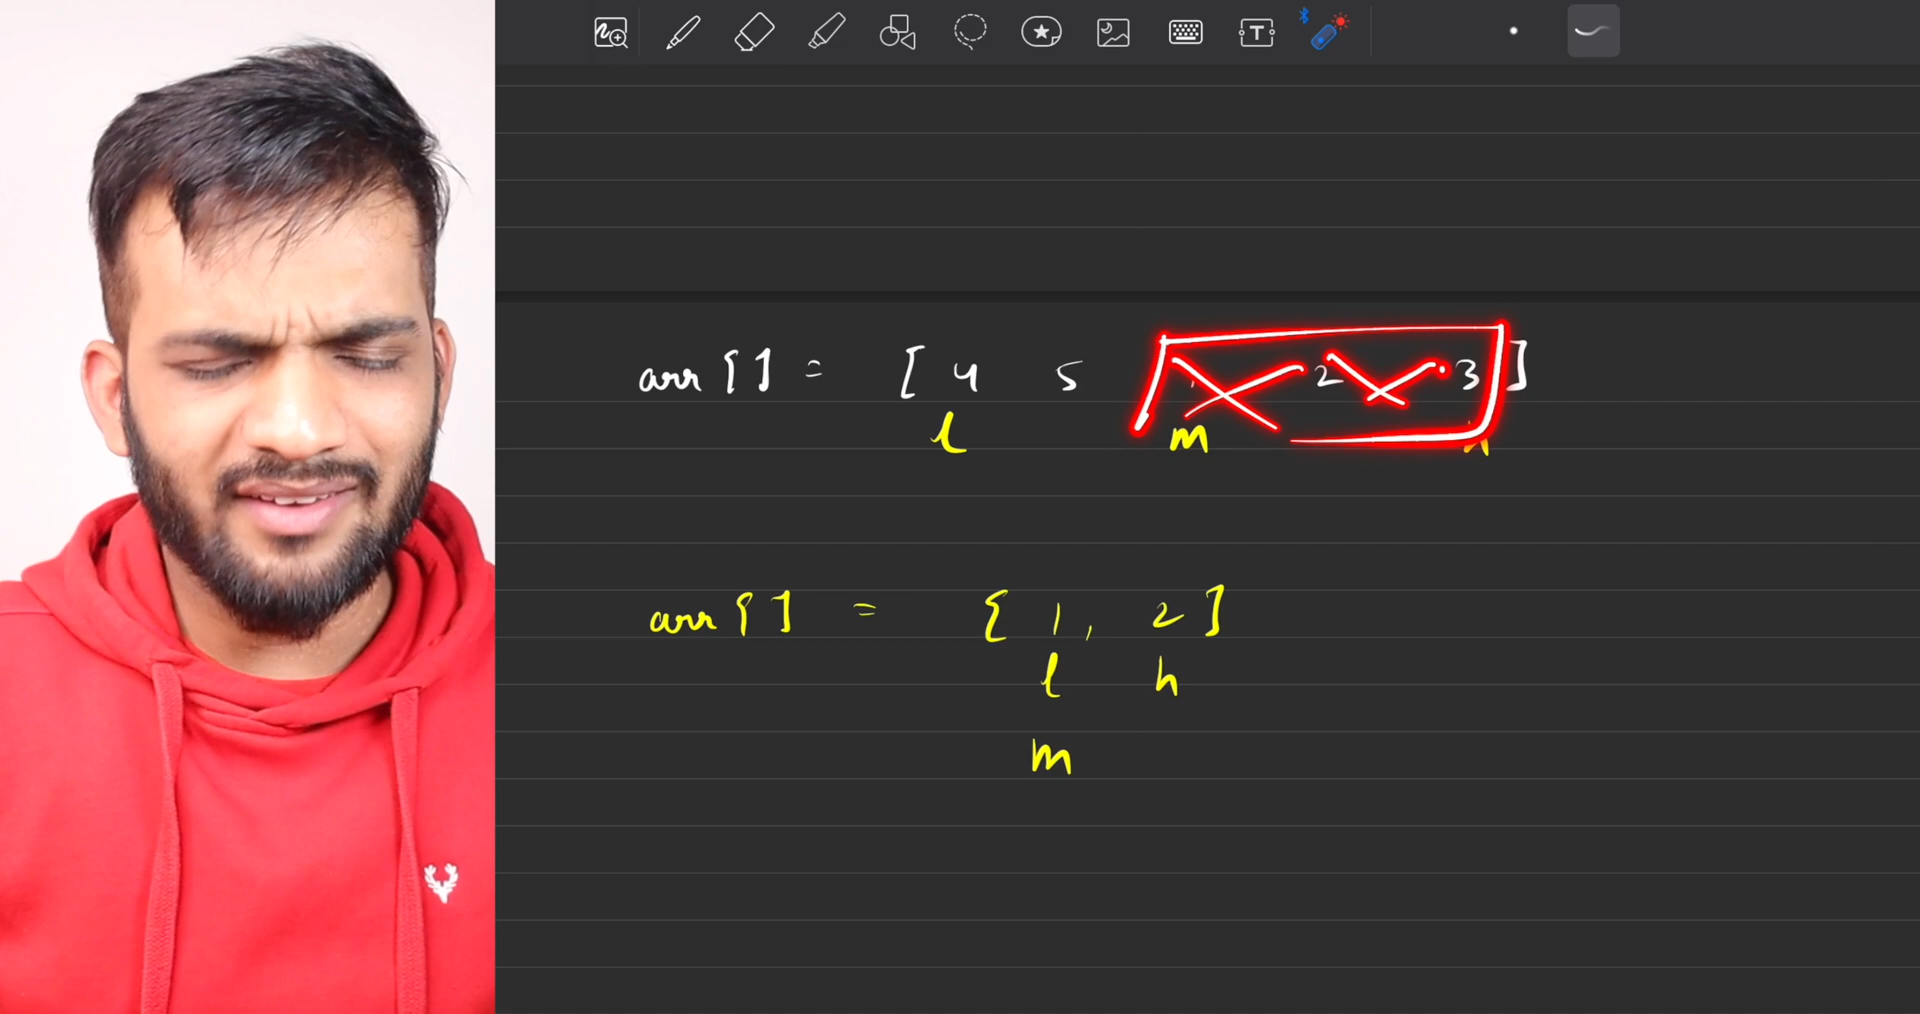 T
arr [ ] = [ 4 5 2 3 ]
l m
arr [ ] = [ 1, 2 ]
l h
m